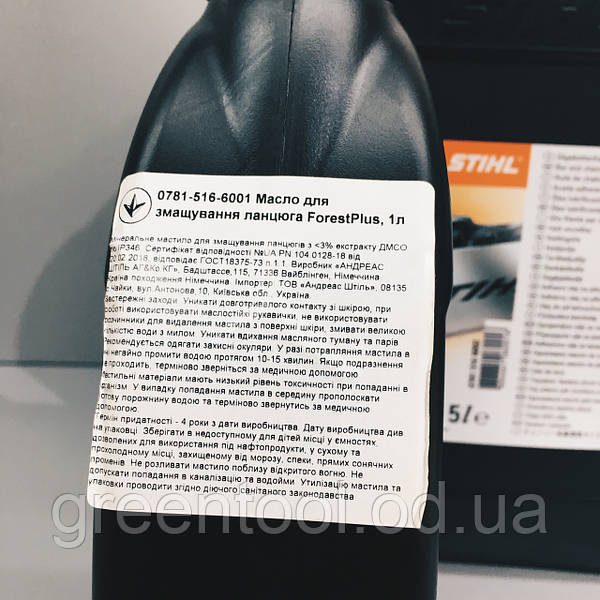 0781-516-6001 Масло для
змащування ланцюга ForestPlus, 1л
мінеральне мастило для змащування ланцюгів з <3% екстракту ДМСО
IP346. Сертифікат відповідності №UA PN 104.0128-18 від
02.2018, відповідає ГОСТ18375-73 п.1.1. Виробник «АНДРЕАС
ШТІЛЬ АГ&Ко.КГ», Бадштассе,115, 71336 Вайблінген, Німеччина
Країна походження Німеччина. Імпортер: ТОВ «Андреас Штіль», 08135
Чайки, вул.Антонова,10, Київська обл., Україна.
Застережні заходи. Уникати довготривалого контакту зі шкірою, при
роботі використовувати маслостійкі рукавички, не використовувати
розчинники для видалення мастила з поверхні шкіри, змивати великою
кількістю води з милом. Уникати вдихання масляного туману та парів
Рекомендується одягати захисні окуляри. У разі потрапляння мастила в
очі негайно промити водою протягом 10-15 хвилин. Якщо подразнення
не проходить, терміново зверніться за медичною допомогою
Мастильні матеріали мають низький рівень токсичності при попаданні в
організм. У випадку попадання мастила в середину прополоскати
ротову порожнину водою та терміново звернутись за медичною
допомогою.
Термін придатності - 4 роки з дати виробництва. Дату виробництва див
на упаковці. Зберігати в недоступному для дітей місці у ємностях,
дозволених для використання під нафтопродукти, у сухому та
прохолодному місці, захищеному від морозу, спеки, прямих сонячних
променів. Не розливати мастило поблизу відкритого вогню. Не
допускати попадання в каналізацію та водойми. Утилізацію мастила та
упаковки проводити згідно діючого санітаного законодавства
STIHL
5l e
greentool.od.ua